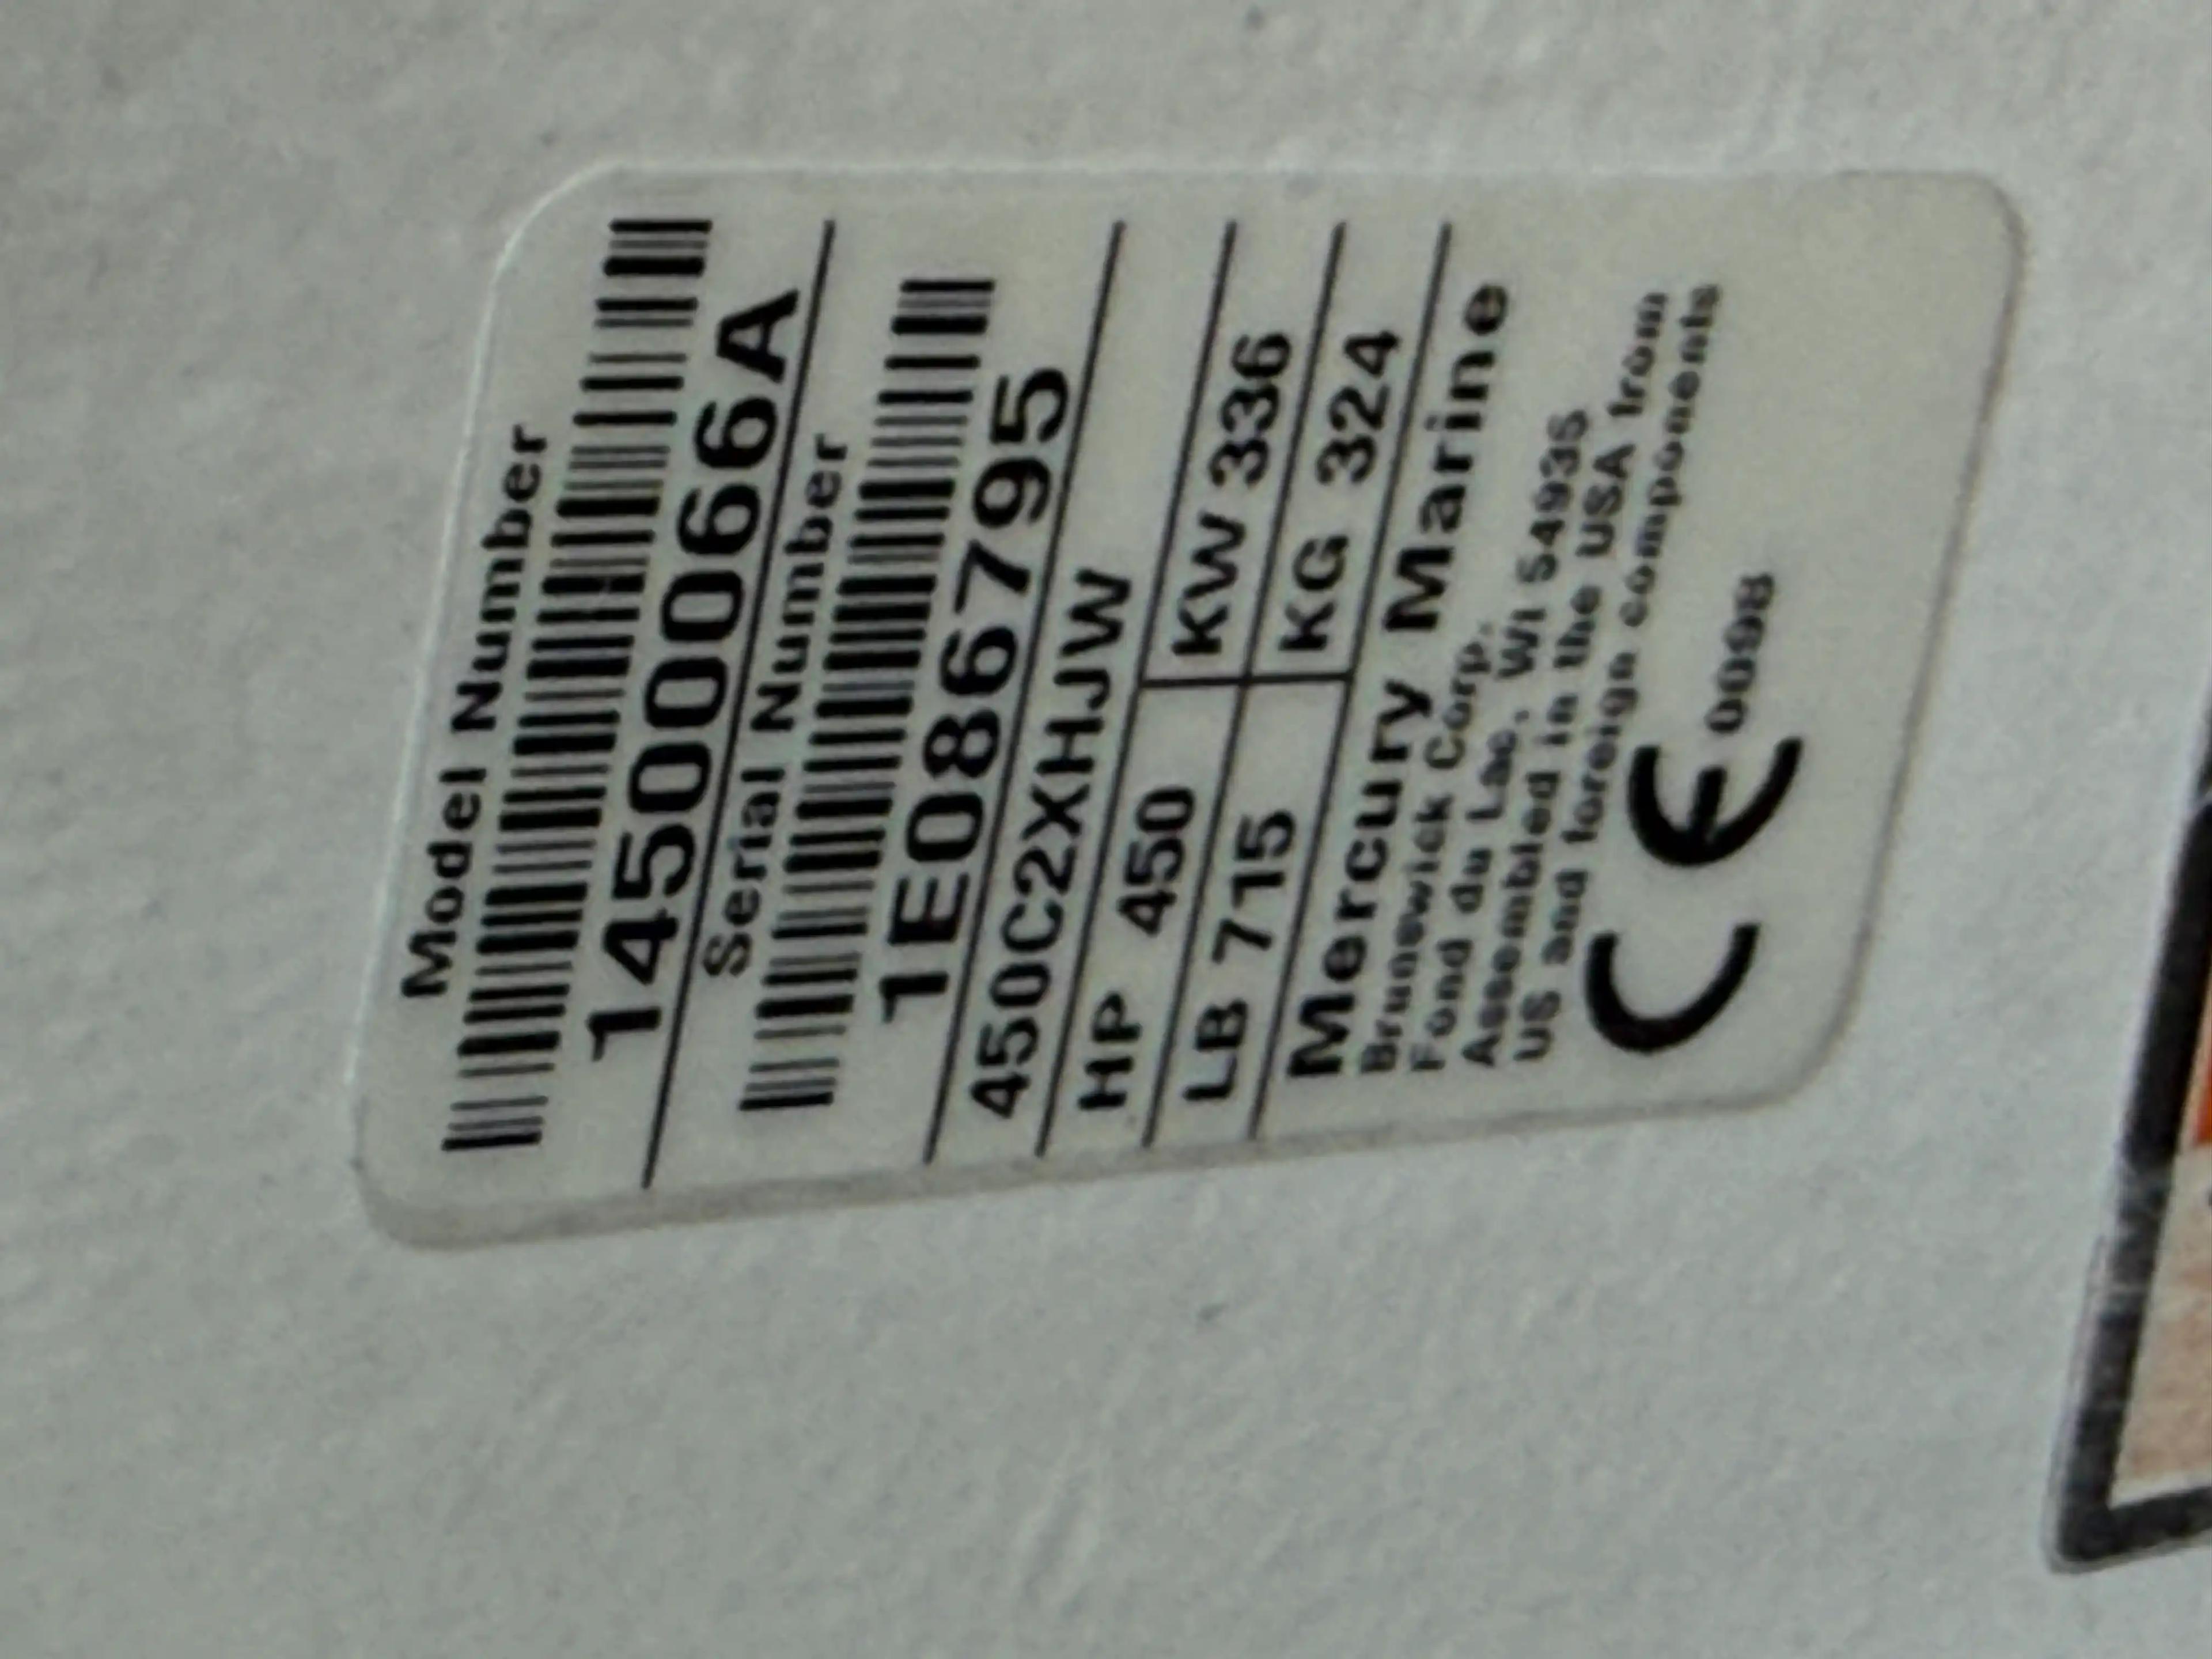 Model Number
14500066A
Serial Number
1E086795
450C2XHJW
HP 450 KW 336
LB 715 KG 324
Mercury Marine
Brunswick Corp.
Fond du Lac, WI 54935
Assembled in the USA from
US and foreign components
CE 0098